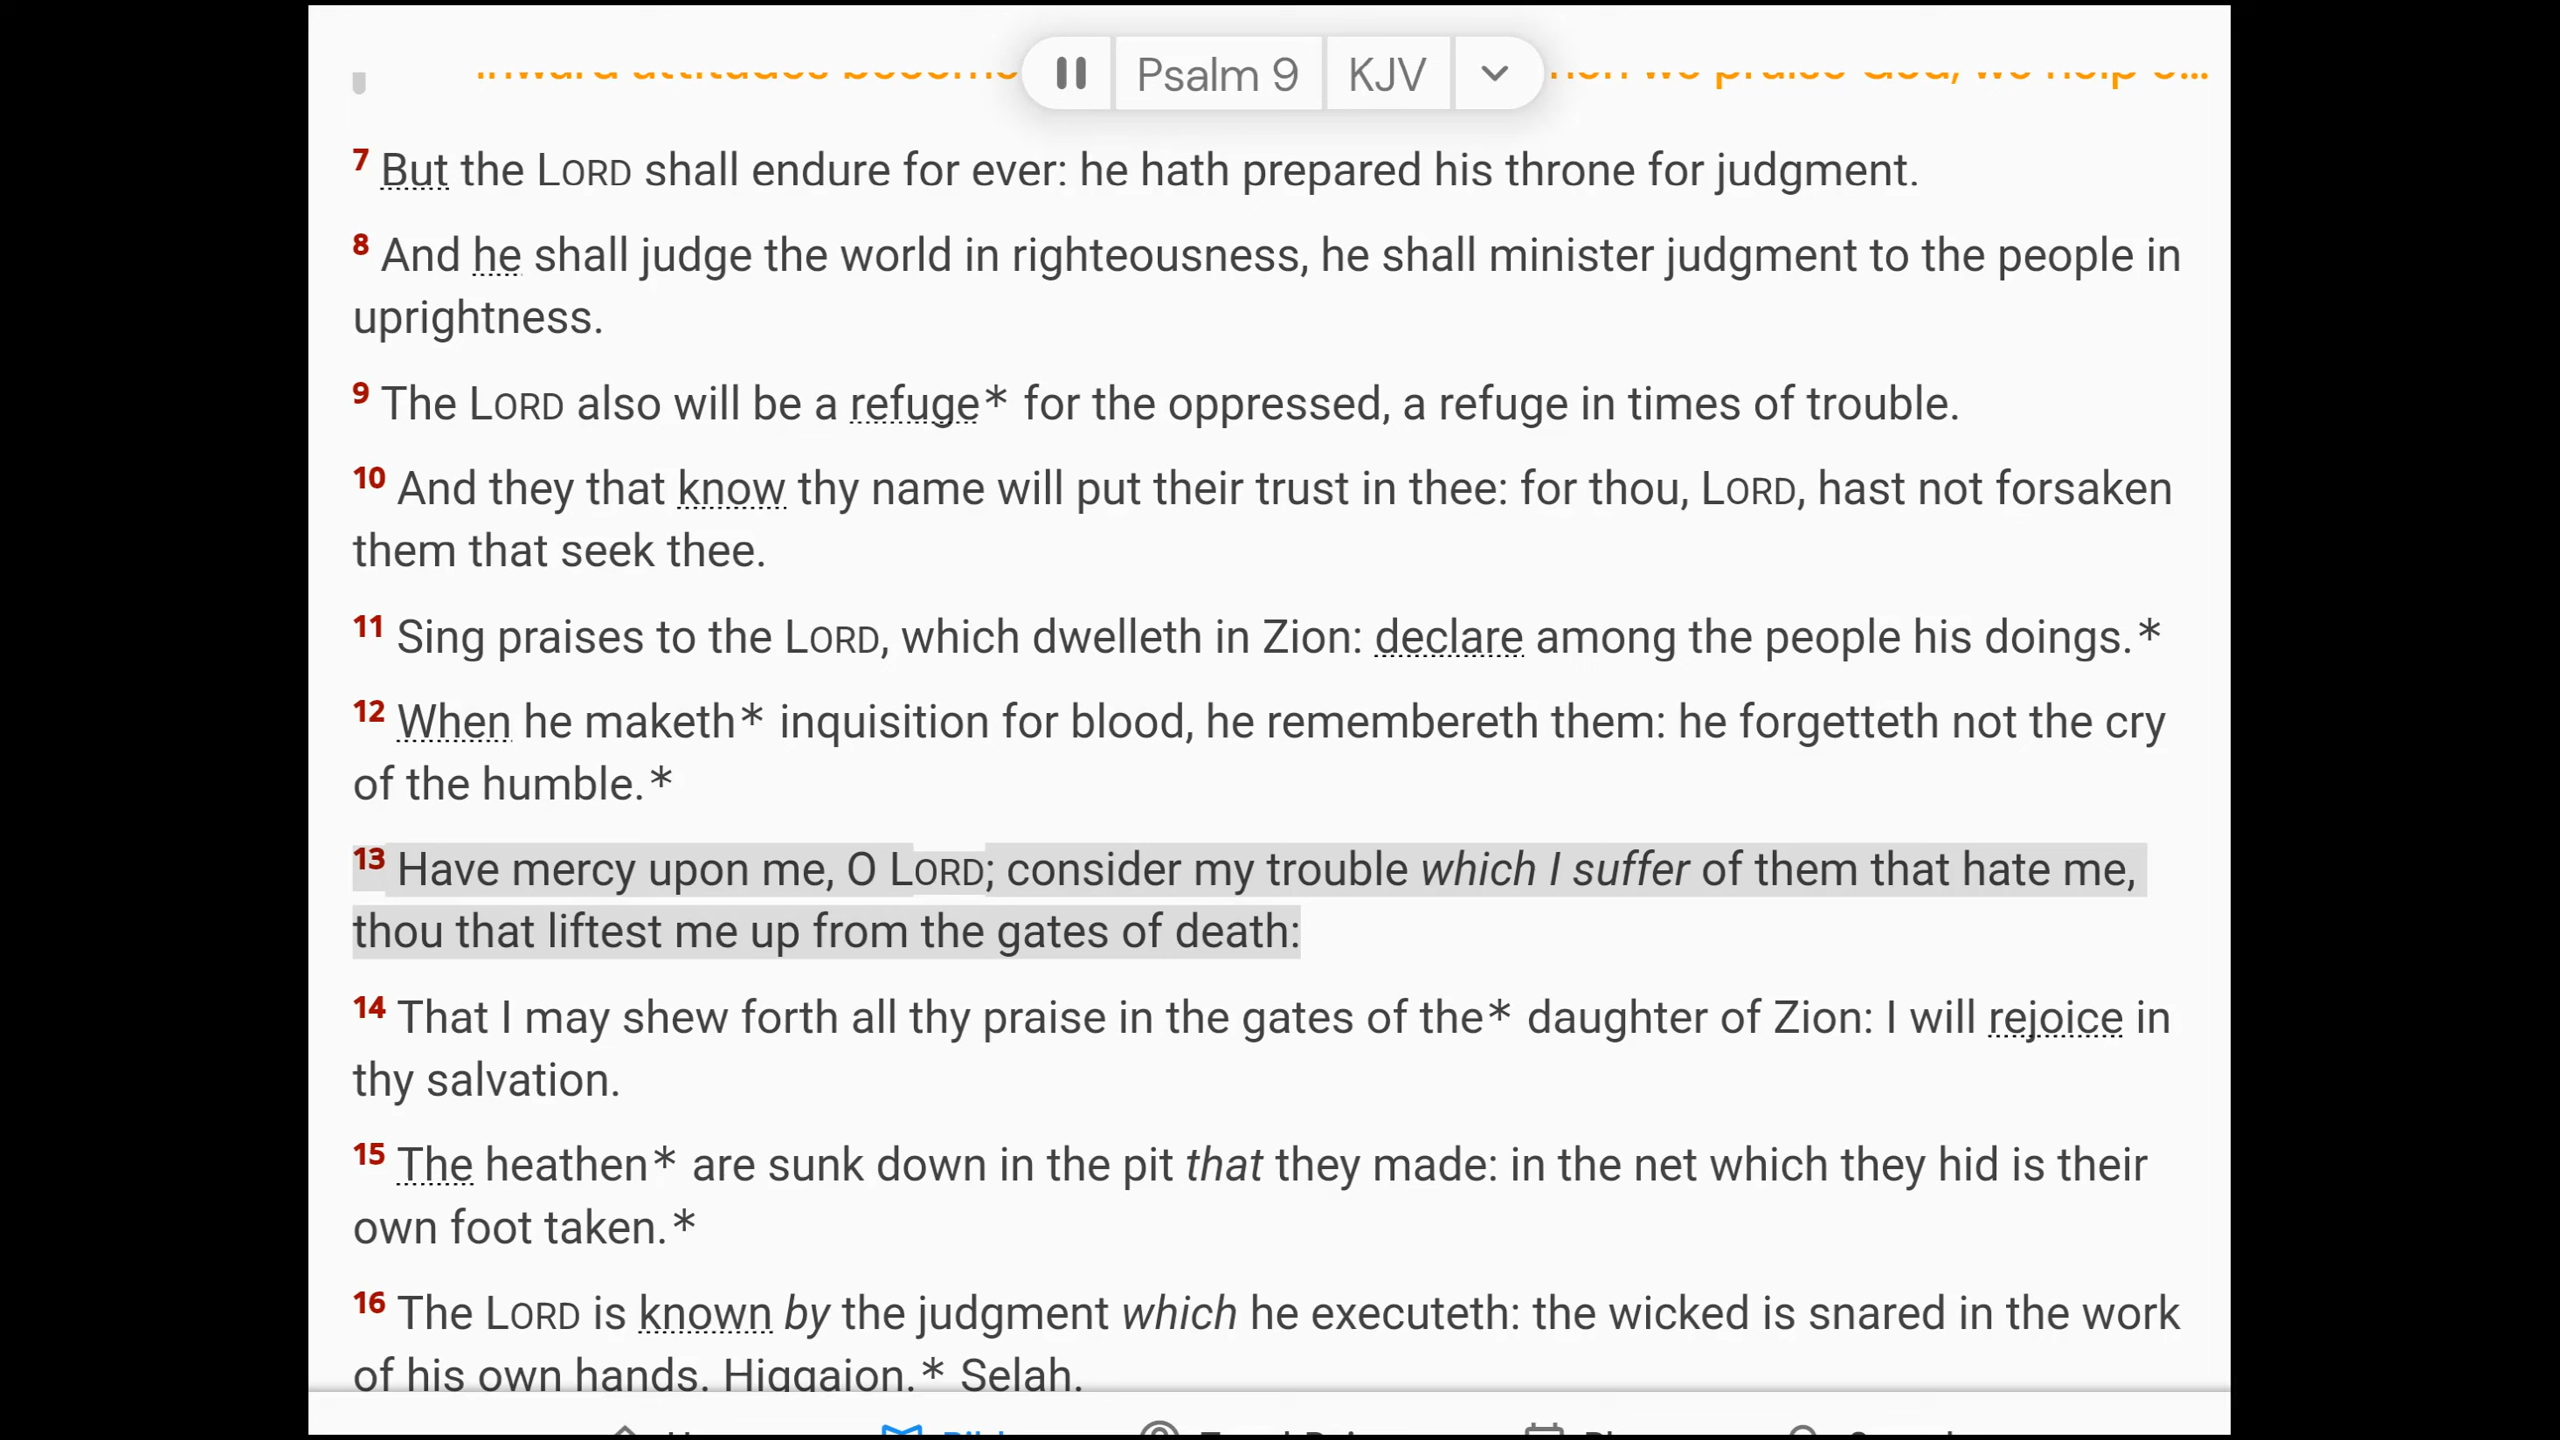 Psalm 9 KJV
7 But the LORD shall endure for ever: he hath prepared his throne for judgment.
8 And he shall judge the world in righteousness, he shall minister judgment to the people in
uprightness.
9 The LORD also will be a refuge* for the oppressed, a refuge in times of trouble.
10 And they that know thy name will put their trust in thee: for thou, LORD, hast not forsaken
them that seek thee.
11 Sing praises to the LORD, which dwelleth in Zion: declare among the people his doings.*
12 When he maketh* inquisition for blood, he remembereth them: he forgetteth not the cry
of the humble.*
13 Have mercy upon me, O LORD; consider my trouble which I suffer of them that hate me,
thou that liftest me up from the gates of death:
14 That I may shew forth all thy praise in the gates of the* daughter of Zion: I will rejoice in
thy salvation.
15 The heathen* are sunk down in the pit that they made: in the net which they hid is their
own foot taken.*
16 The LORD is known by the judgment which he executeth: the wicked is snared in the work
of his own hands. Higgaion.* Selah.